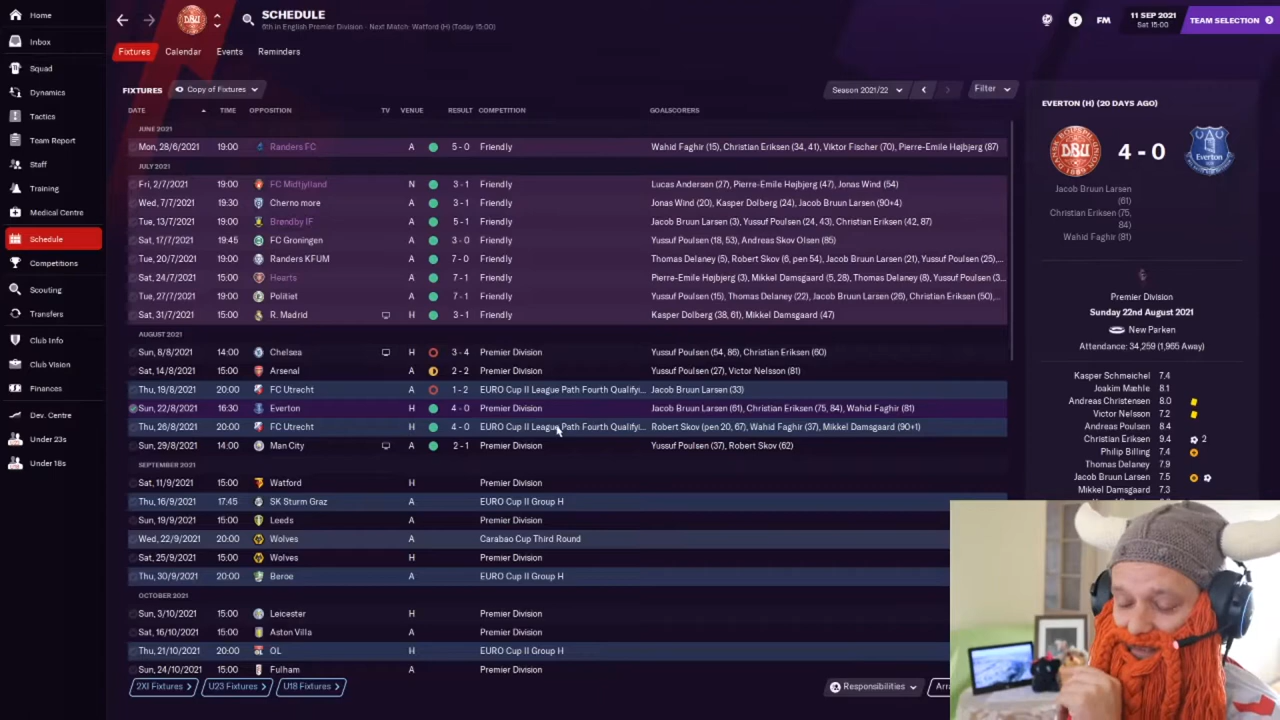 Home
Inbox
Squad
Dynamics
Tactics
Team Report
Staff
Training
Medical Centre
Schedule
Competitions
Scouting
Transfers
Club Info
Club Vision
Finances
Dev. Centre
Under 23s
Under 18s
SCHEDULE
6th in English Premier Division - Next Match: Watford (H) (Today 15:00)
FM
11 SEP 2021
Sat 15:00
TEAM SELECTION
Fixtures Calendar Events Reminders
FIXTURES Copy of Fixtures Season 2021/22 Filter
DATE TIME OPPOSITION TV VENUE RESULT COMPETITION GOALSCORERS
JUNE 2021
Mon, 28/6/2021 19:00 Randers FC A 5 - 0 Friendly Wahid Faghir (15), Christian Eriksen (34, 41), Viktor Fischer (70), Pierre-Emile Højbjerg (87)
JULY 2021
Fri, 2/7/2021 19:00 FC Midtjylland N 3 - 1 Friendly Lucas Andersen (27), Pierre-Emile Højbjerg (47), Jonas Wind (54)
Wed, 7/7/2021 19:30 Cherno more A 3 - 1 Friendly Jonas Wind (20), Kasper Dolberg (24), Jacob Bruun Larsen (90+4)
Tue, 13/7/2021 19:00 Brøndby IF A 5 - 1 Friendly Jacob Bruun Larsen (3), Yussuf Poulsen (24, 43), Christian Eriksen (42, 87)
Sat, 17/7/2021 19:45 FC Groningen A 3 - 0 Friendly Yussuf Poulsen (18, 53), Andreas Skov Olsen (85)
Tue, 20/7/2021 19:00 Randers KFUM A 7 - 0 Friendly Thomas Delaney (5), Robert Skov (6, pen 54), Jacob Bruun Larsen (21), Yussuf Poulsen (25),...
Sat, 24/7/2021 15:00 Hearts A 7 - 1 Friendly Pierre-Emile Højbjerg (3), Mikkel Damsgaard (5, 28), Thomas Delaney (8), Yussuf Poulsen (3...
Tue, 27/7/2021 19:00 Politiet A 7 - 1 Friendly Yussuf Poulsen (15), Thomas Delaney (22), Jacob Bruun Larsen (26), Christian Eriksen (50),...
Sat, 31/7/2021 15:00 R. Madrid H 3 - 1 Friendly Kasper Dolberg (38, 61), Mikkel Damsgaard (47)
AUGUST 2021
Sun, 8/8/2021 14:00 Chelsea H 3 - 4 Premier Division Yussuf Poulsen (54, 86), Christian Eriksen (60)
Sat, 14/8/2021 15:00 Arsenal A 2 - 2 Premier Division Yussuf Poulsen (27), Victor Nelsson (81)
Thu, 19/8/2021 20:00 FC Utrecht A 1 - 2 EURO Cup II League Path Fourth Qualifyi... Jacob Bruun Larsen (33)
Sun, 22/8/2021 16:30 Everton H 4 - 0 Premier Division Jacob Bruun Larsen (61), Christian Eriksen (75, 84), Wahid Faghir (81)
Thu, 26/8/2021 20:00 FC Utrecht H 4 - 0 EURO Cup II League Path Fourth Qualifyi... Robert Skov (pen 20, 67), Wahid Faghir (37), Mikkel Damsgaard (90+1)
Sun, 29/8/2021 14:00 Man City A 2 - 1 Premier Division Yussuf Poulsen (37), Robert Skov (62)
SEPTEMBER 2021
Sat, 11/9/2021 15:00 Watford H Premier Division
Thu, 16/9/2021 17:45 SK Sturm Graz A EURO Cup II Group H
Sun, 19/9/2021 15:00 Leeds A Premier Division
Wed, 22/9/2021 20:00 Wolves A Carabao Cup Third Round
Sat, 25/9/2021 15:00 Wolves H Premier Division
Thu, 30/9/2021 20:00 Beroe A EURO Cup II Group H
OCTOBER 2021
Sun, 3/10/2021 15:00 Leicester H Premier Division
Sat, 16/10/2021 15:00 Aston Villa A Premier Division
Thu, 21/10/2021 20:00 OL H EURO Cup II Group H
Sun, 24/10/2021 15:00 Fulham A Premier Division
2XI Fixtures U23 Fixtures U18 Fixtures Responsibilities
EVERTON (H) (20 DAYS AGO)
4 - 0
Everton
Jacob Bruun Larsen
(61)
Christian Eriksen (75,
84)
Wahid Faghir (81)
Premier Division
Sunday 22nd August 2021
New Parken
Attendance: 34,259 (1,965 Away)
Kasper Schmeichel 7.4
Joakim Mæhle 8.1
Andreas Christensen 8.0
Victor Nelsson 7.2
Andreas Poulsen 8.4
Christian Eriksen 9.4 2
Philip Billing 7.4
Thomas Delaney 7.9
Jacob Bruun Larsen 7.5
Mikkel Damsgaard 7.3